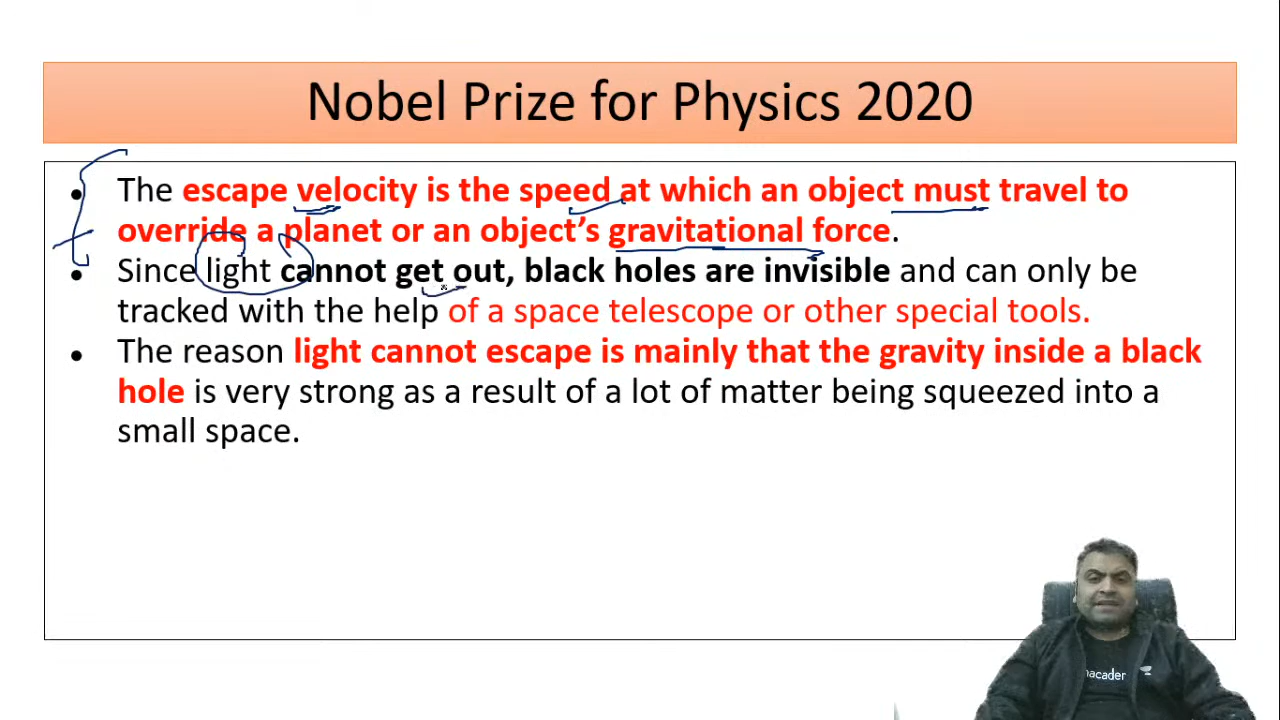 Nobel Prize for Physics 2020
• The escape velocity is the speed at which an object must travel to
override a planet or an object's gravitational force.
• Since light cannot get out, black holes are invisible and can only be
tracked with the help of a space telescope or other special tools.
• The reason light cannot escape is mainly that the gravity inside a black
hole is very strong as a result of a lot of matter being squeezed into a
small space.
nacader